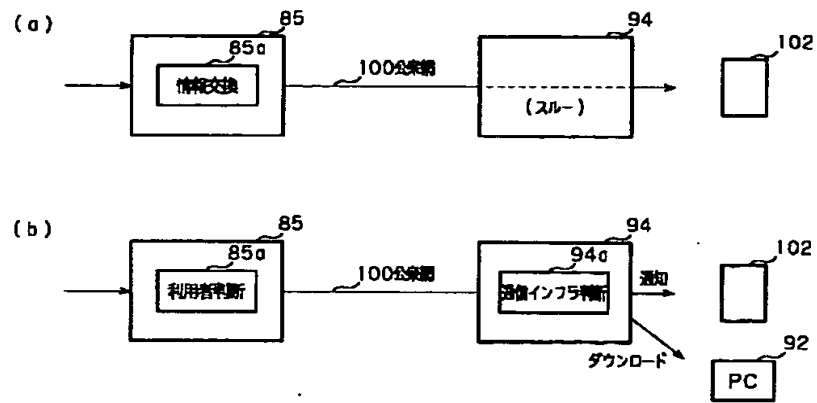 (a)
85
94
102
85a
情報交換
100公衆網
(スルー)
(b)
85
94
102
85a
利用者判断
100公衆網
94a
通信インフラ判断
通知
ダウンロード
92
PC